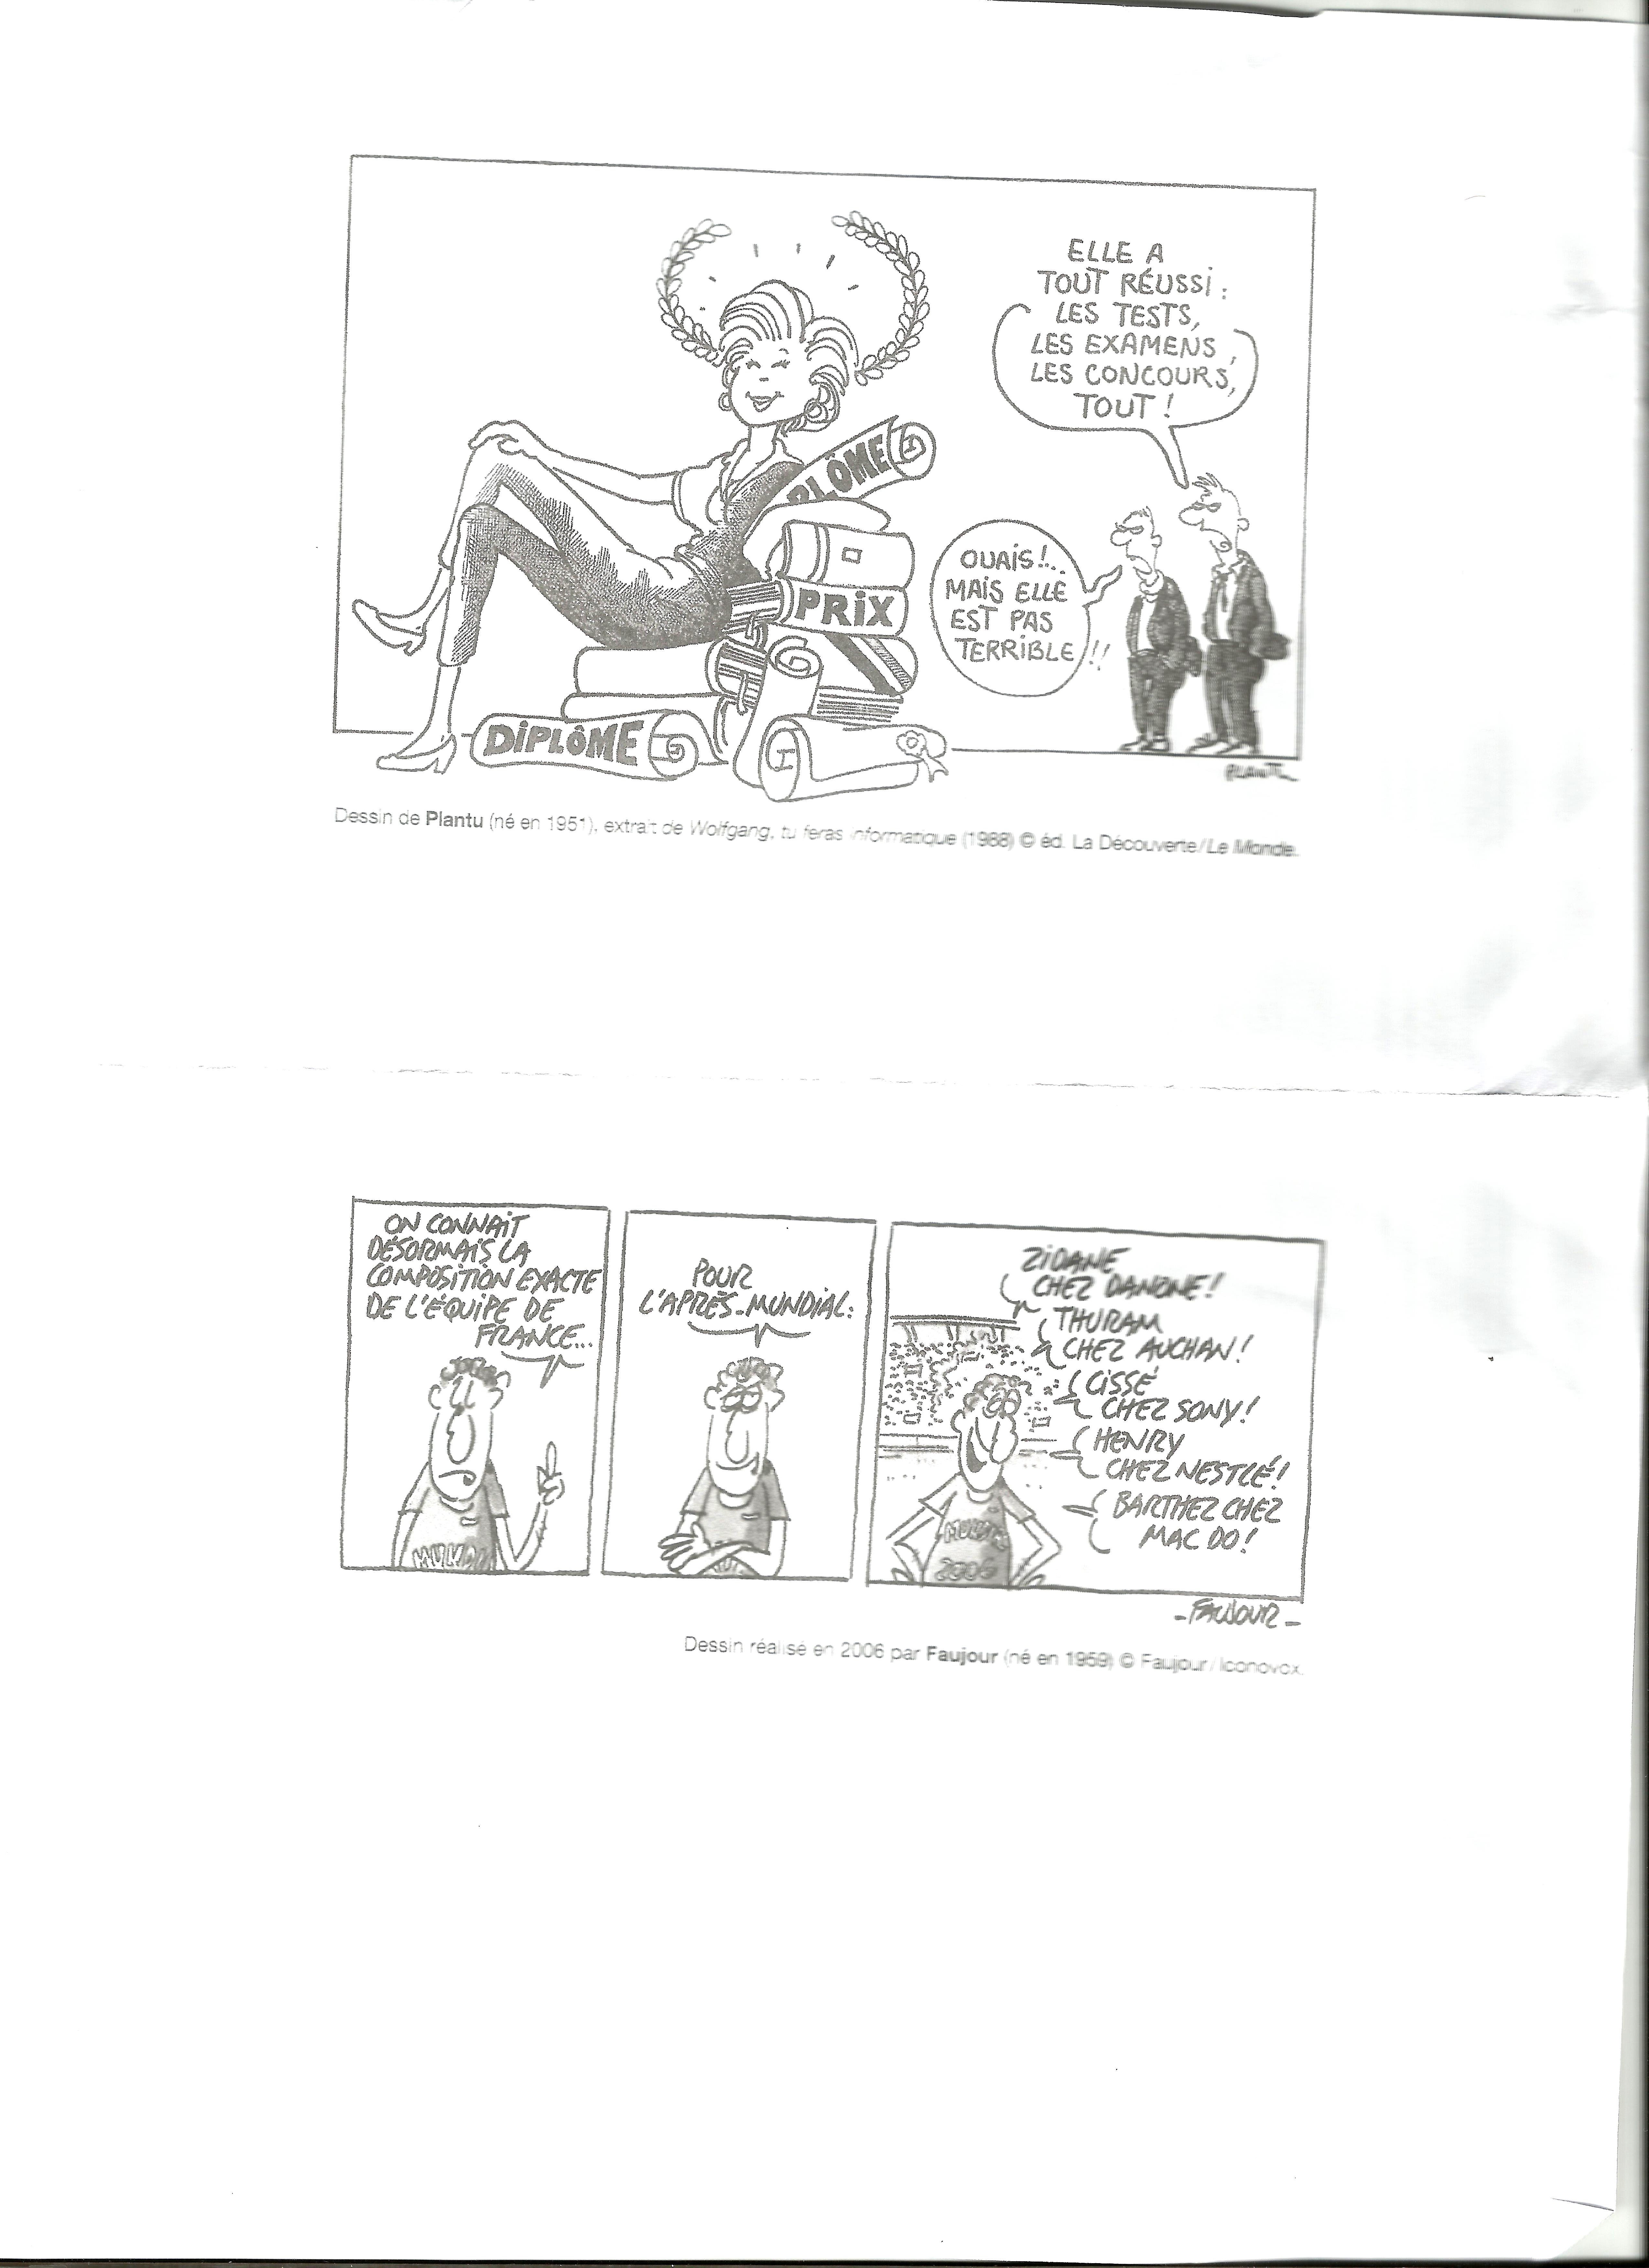 ELLE A
TOUT RÉUSSI :
LES TESTS,
LES EXAMENS,
LES CONCOURS,
TOUT !
OUAIS !..
MAIS ELLE
EST PAS
TERRIBLE !!
PLÔME
PRIX
DIPLÔME
PLANTU
Dessin de Plantu (né en 1951), extrait de Wolfgang, tu feras informatique (1988) © éd. La Découverte/Le Monde.
ON CONNAIT
DÉSORMAIS LA
COMPOSITION EXACTE
DE L'ÉQUIPE DE
FRANCE...
MUNDIAL
POUR
L'APRÈS-MUNDIAL :
ZIDANE
CHEZ DANONE !
THURAM
CHEZ AUCHAN !
CISSÉ
CHEZ SONY !
HENRY
CHEZ NESTLÉ !
BARTHEZ CHEZ
MAC DO !
MUNDIAL
2006
-FAUJOUR-
Dessin réalisé en 2006 par Faujour (né en 1959) © Faujour / Iconovox.